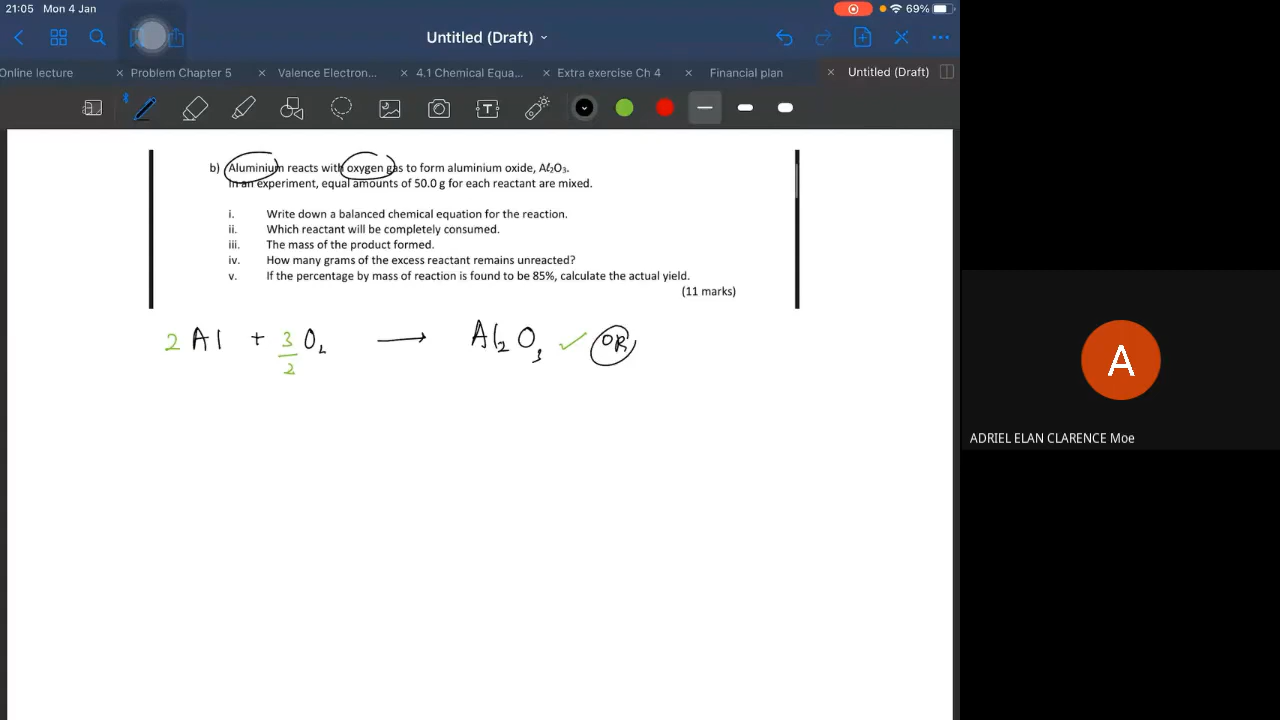 21:05 Mon 4 Jan
69%
Untitled (Draft)
Online lecture
Problem Chapter 5
Valence Electron...
4.1 Chemical Equa...
Extra exercise Ch 4
Financial plan
Untitled (Draft)
b) Aluminium reacts with oxygen gas to form aluminium oxide, Aℓ₂O₃.
In an experiment, equal amounts of 50.0 g for each reactant are mixed.
i. Write down a balanced chemical equation for the reaction.
ii. Which reactant will be completely consumed.
iii. The mass of the product formed.
iv. How many grams of the excess reactant remains unreacted?
v. If the percentage by mass of reaction is found to be 85%, calculate the actual yield.
(11 marks)
2 Al + 3/2 O₂ → Al₂O₃ ✓ OR
A
ADRIEL ELAN CLARENCE Moe